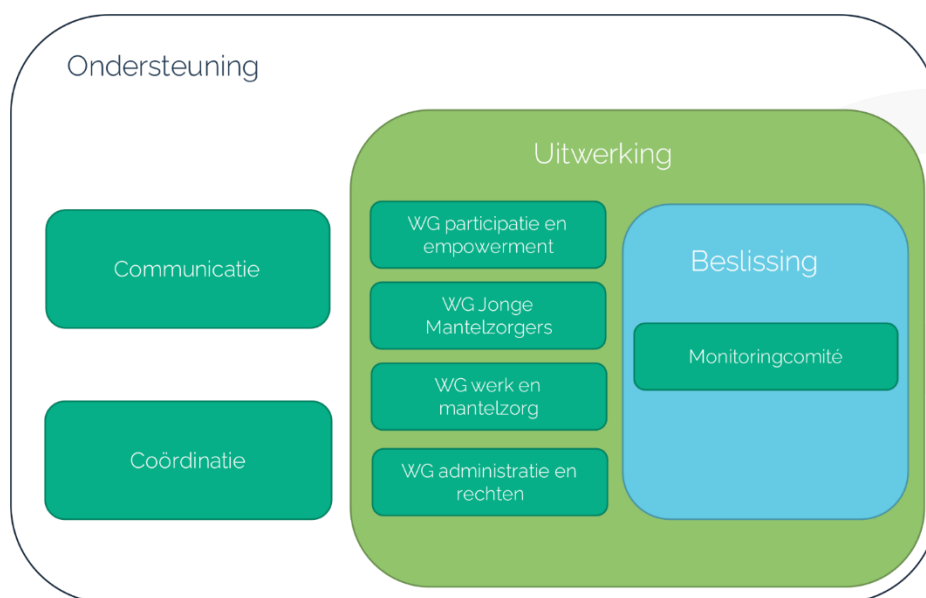 Ondersteuning
Communicatie
Coördinatie
Uitwerking
WG participatie en
empowerment
WG Jonge
Mantelzorgers
WG werk en
mantelzorg
WG administratie en
rechten
Beslissing
Monitoringcomité